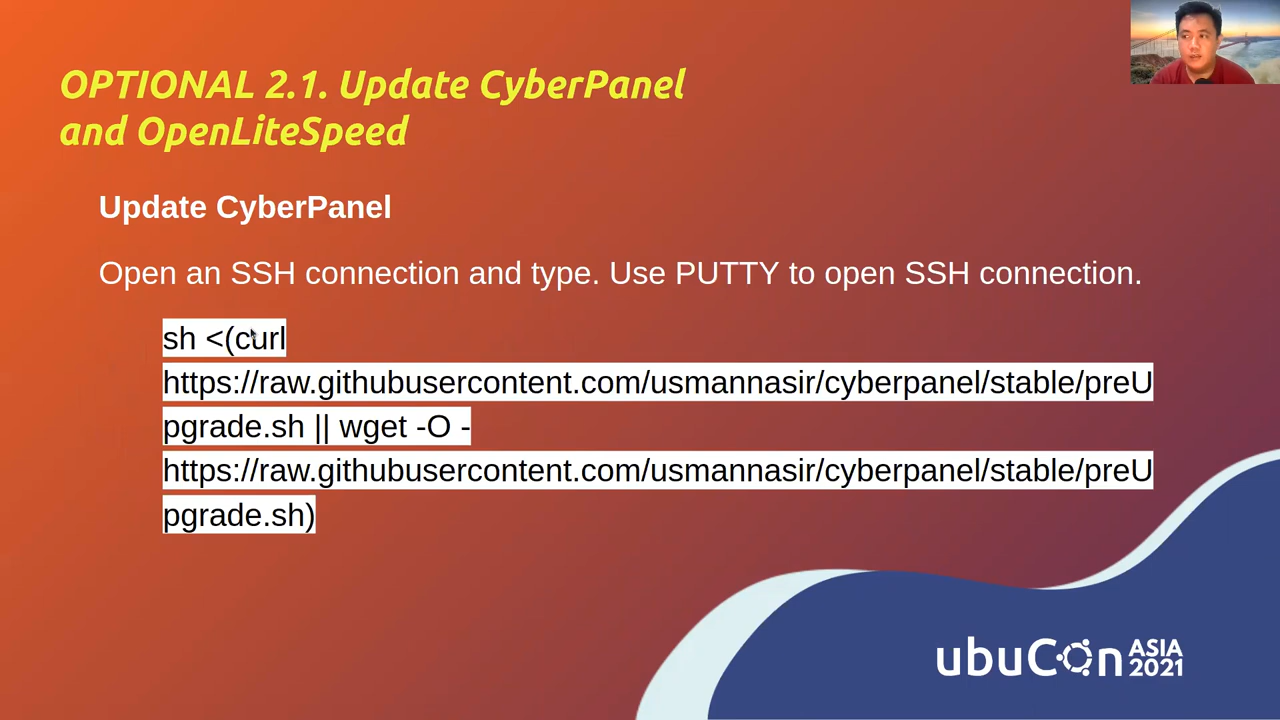 OPTIONAL 2.1. Update CyberPanel
and OpenLiteSpeed
Update CyberPanel
Open an SSH connection and type. Use PUTTY to open SSH connection.
sh <(curl
https://raw.githubusercontent.com/usmannasir/cyberpanel/stable/preU
pgrade.sh || wget -O -
https://raw.githubusercontent.com/usmannasir/cyberpanel/stable/preU
pgrade.sh)
ubuCon ASIA
2021